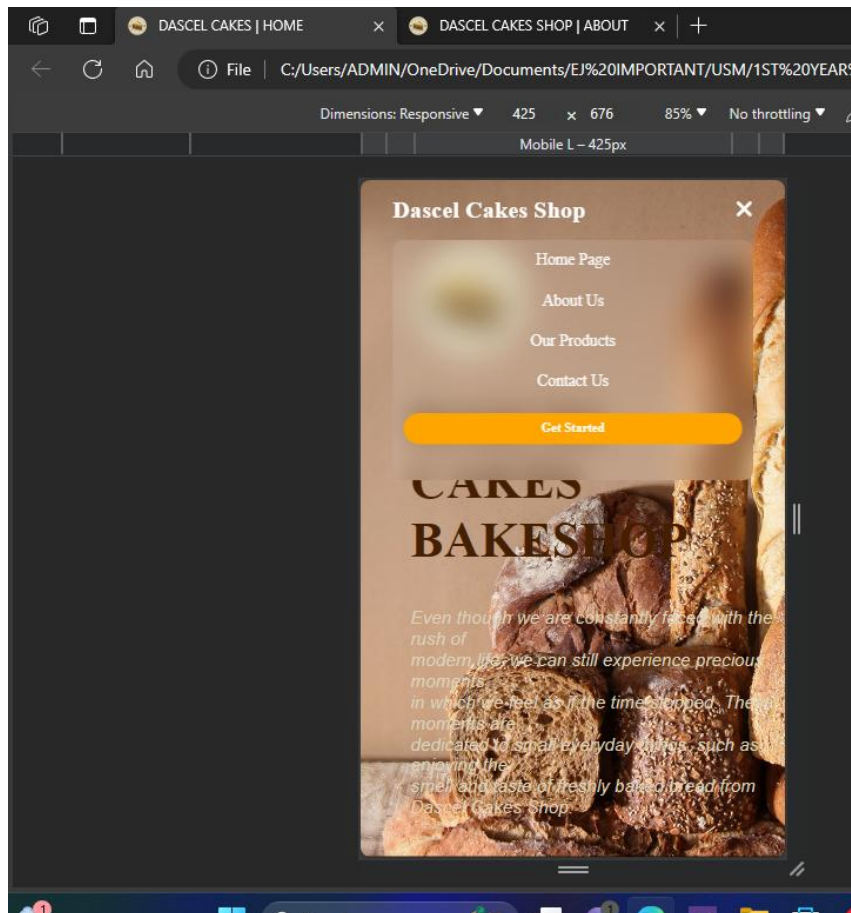 DASCEL CAKES | HOME
DASCEL CAKES SHOP | ABOUT
File
C:/Users/ADMIN/OneDrive/Documents/EJ%20IMPORTANT/USM/1ST%20YEAR
Dimensions: Responsive 425 x 676 85% No throttling
Mobile L – 425px
Dascel Cakes Shop
Home Page
About Us
Our Products
Contact Us
Get Started
CAKES
BAKESHOP
Even though we are constantly faced with the
rush of
modern life, we can still experience precious
moments
in which we feel as if the time stopped. These
moments are
dedicated to small everyday things, such as
enjoying the
smell and taste of freshly baked bread from
Dascel Cakes Shop.
1
1